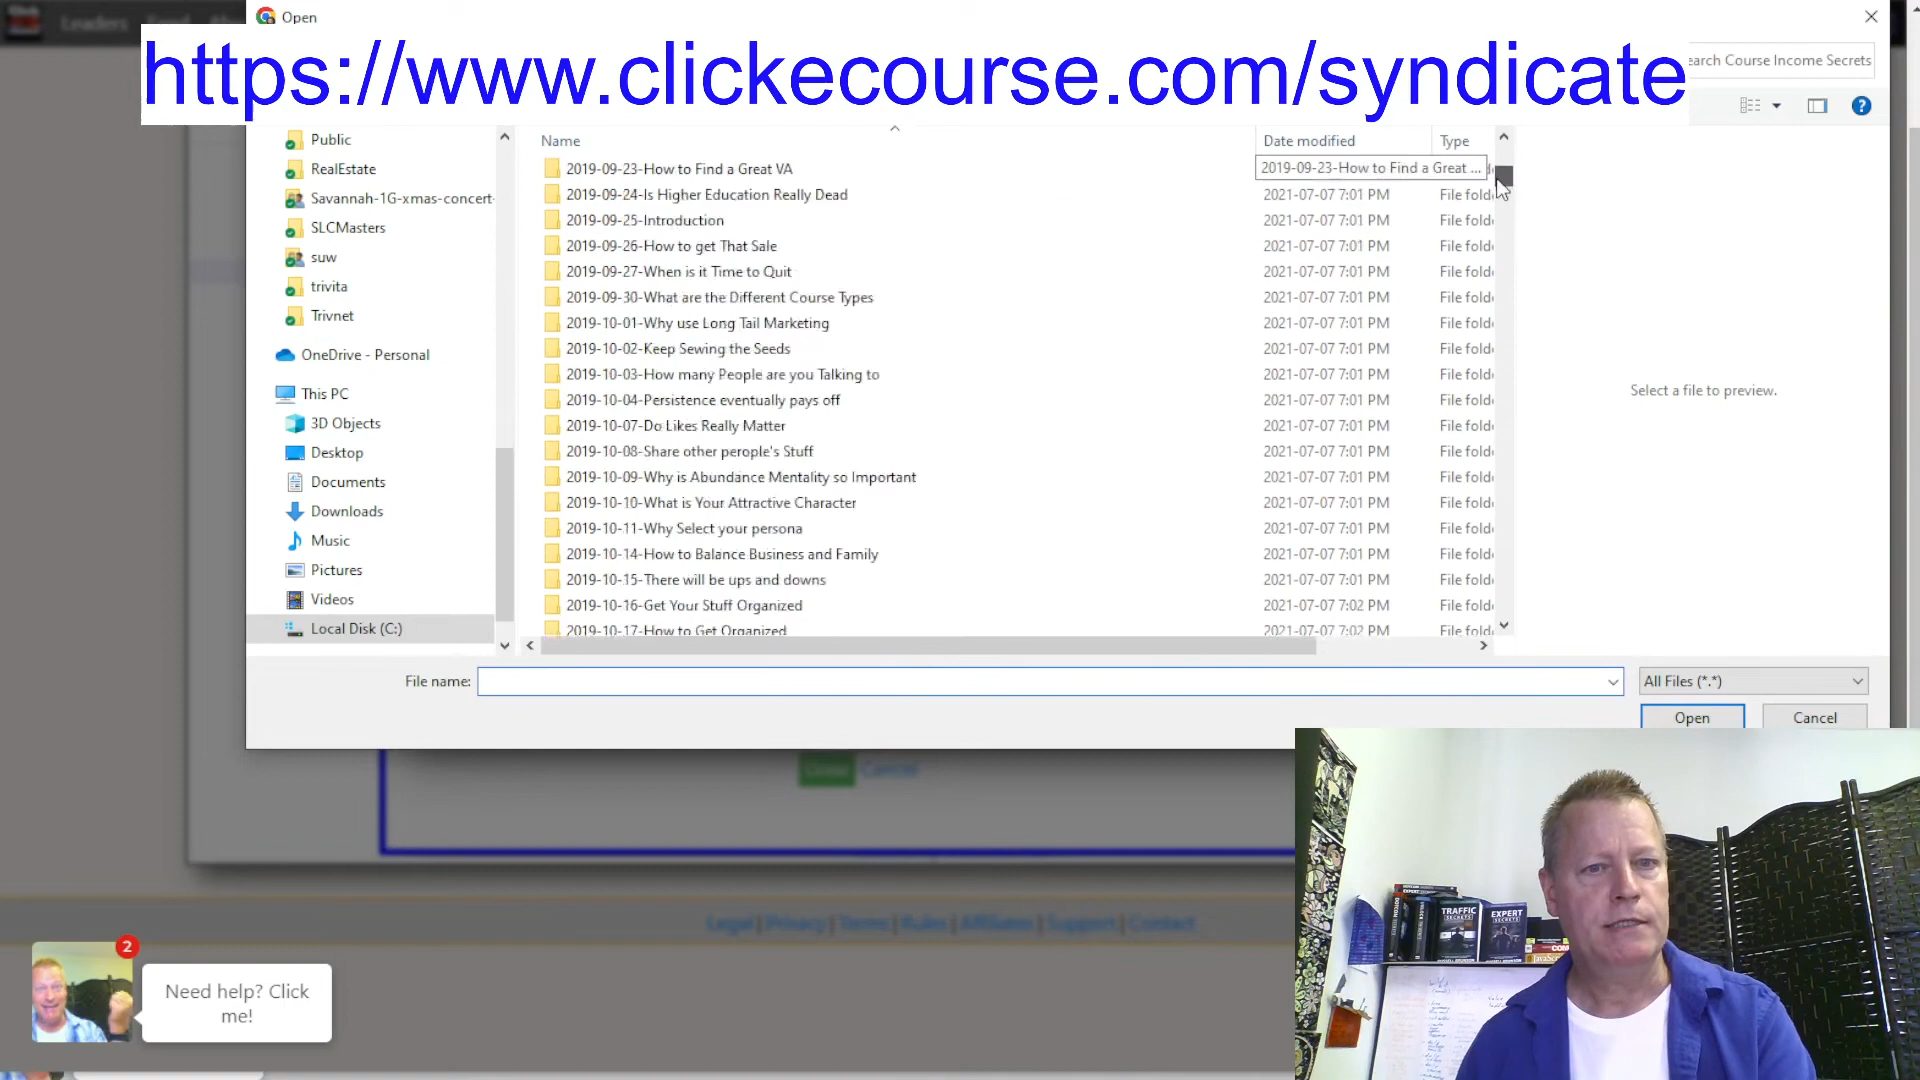 Open
Leaders
https://www.clickecourse.com/syndicate
earch Course Income Secrets
Public
RealEstate
Savannah-1G-xmas-concert-
SLCMasters
suw
trivita
Trivnet
OneDrive - Personal
This PC
3D Objects
Desktop
Documents
Downloads
Music
Pictures
Videos
Local Disk (C:)
Name Date modified Type
2019-09-23-How to Find a Great VA 2019-09-23-How to Find a Great ...
2019-09-24-Is Higher Education Really Dead 2021-07-07 7:01 PM File fold
2019-09-25-Introduction 2021-07-07 7:01 PM File fold
2019-09-26-How to get That Sale 2021-07-07 7:01 PM File fold
2019-09-27-When is it Time to Quit 2021-07-07 7:01 PM File fold
2019-09-30-What are the Different Course Types 2021-07-07 7:01 PM File fold
2019-10-01-Why use Long Tail Marketing 2021-07-07 7:01 PM File fold
2019-10-02-Keep Sewing the Seeds 2021-07-07 7:01 PM File fold
2019-10-03-How many People are you Talking to 2021-07-07 7:01 PM File fold
2019-10-04-Persistence eventually pays off 2021-07-07 7:01 PM File fold
2019-10-07-Do Likes Really Matter 2021-07-07 7:01 PM File fold
2019-10-08-Share other perople's Stuff 2021-07-07 7:01 PM File fold
2019-10-09-Why is Abundance Mentality so Important 2021-07-07 7:01 PM File fold
2019-10-10-What is Your Attractive Character 2021-07-07 7:01 PM File fold
2019-10-11-Why Select your persona 2021-07-07 7:01 PM File fold
2019-10-14-How to Balance Business and Family 2021-07-07 7:01 PM File fold
2019-10-15-There will be ups and downs 2021-07-07 7:01 PM File fold
2019-10-16-Get Your Stuff Organized 2021-07-07 7:02 PM File fold
2019-10-17-How to Get Organized 2021-07-07 7:02 PM File fold
Select a file to preview.
File name: All Files (*.*)
Open Cancel
Cancel
Legal | Privacy | Terms | Rules | Affiliates | Support | Contact
2
Need help? Click
me!
TRAFFIC
SECRETS
EXPERT
SECRETS